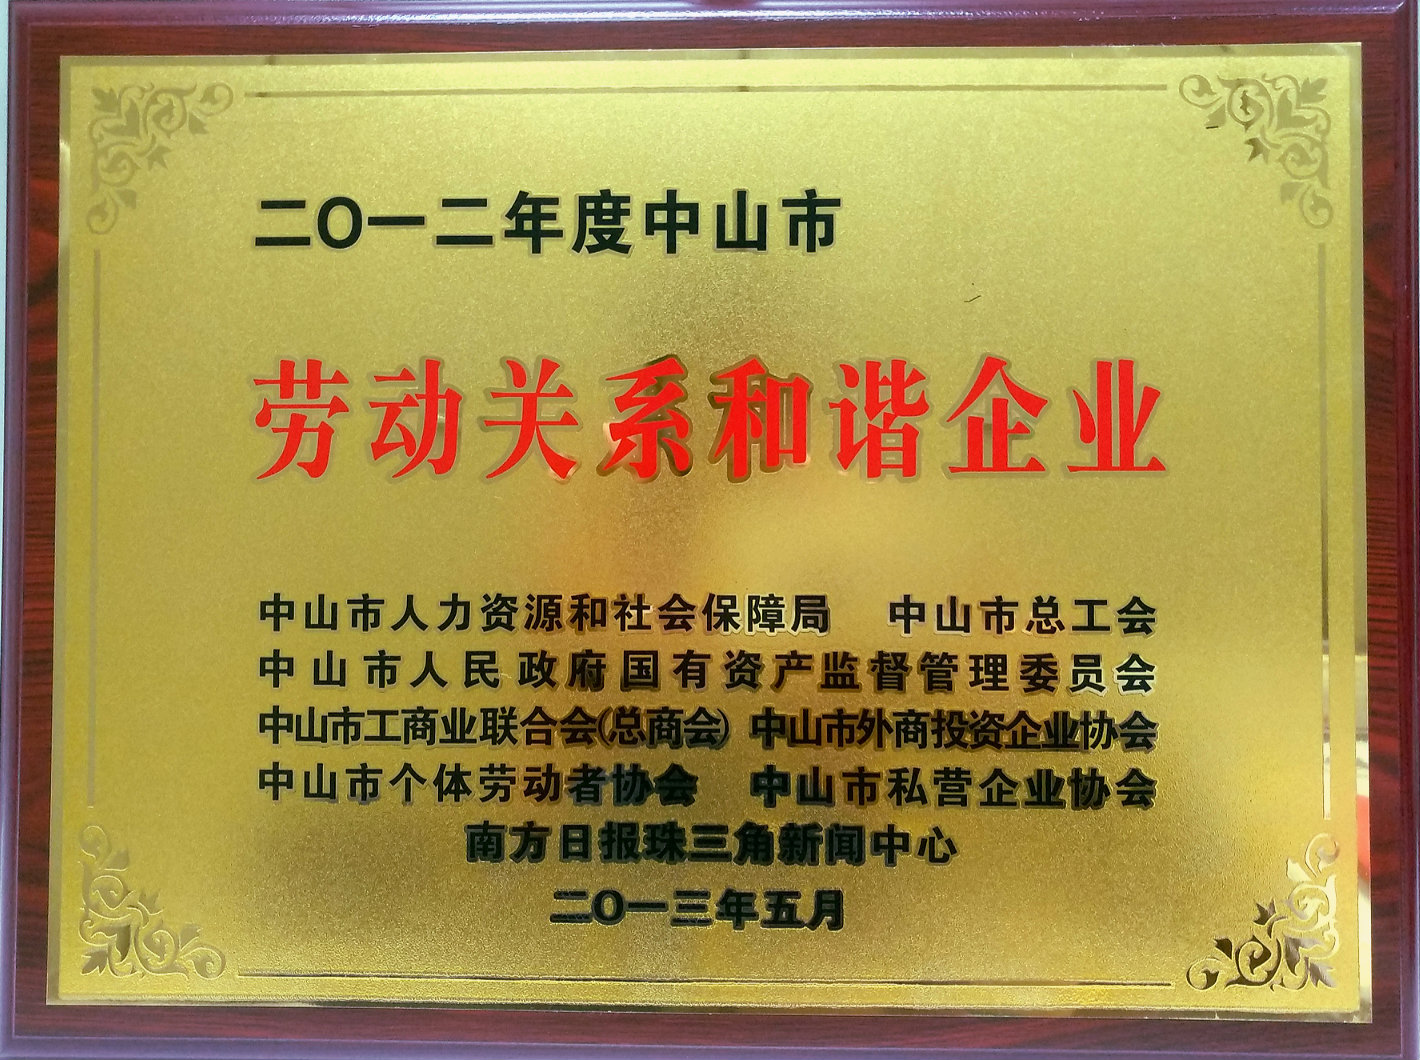 二〇一二年度中山市
劳动关系和谐企业
中山市人力资源和社会保障局 中山市总工会
中山市人民政府国有资产监督管理委员会
中山市工商业联合会(总商会) 中山市外商投资企业协会
中山市个体劳动者协会 中山市私营企业协会
南方日报珠三角新闻中心
二〇一三年五月